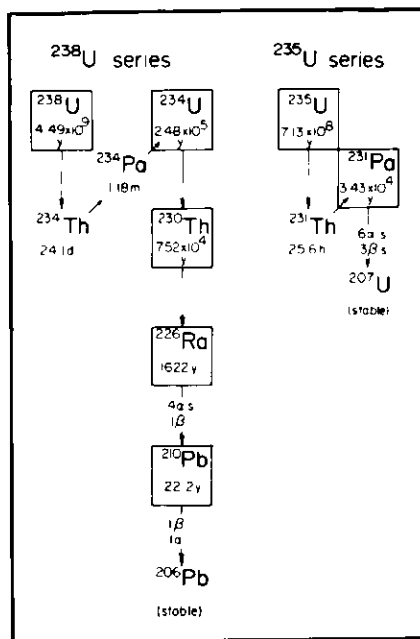 ²³⁸U series
²³⁸U
4.49x10⁹
y
²³⁴Th
24.1d
²³⁴Pa
1.18m
²³⁴U
2.48x10⁵
y
²³⁰Th
7.52x10⁴
y
²²⁶Ra
1622y
4α s
1β
²¹⁰Pb
22.2y
1β
1α
²⁰⁶Pb
(stable)
²³⁵U series
²³⁵U
7.13x10⁸
y
²³¹Th
25.6h
²³¹Pa
3.43x10⁴
y
6α s
3β s
²⁰⁷U
(stable)